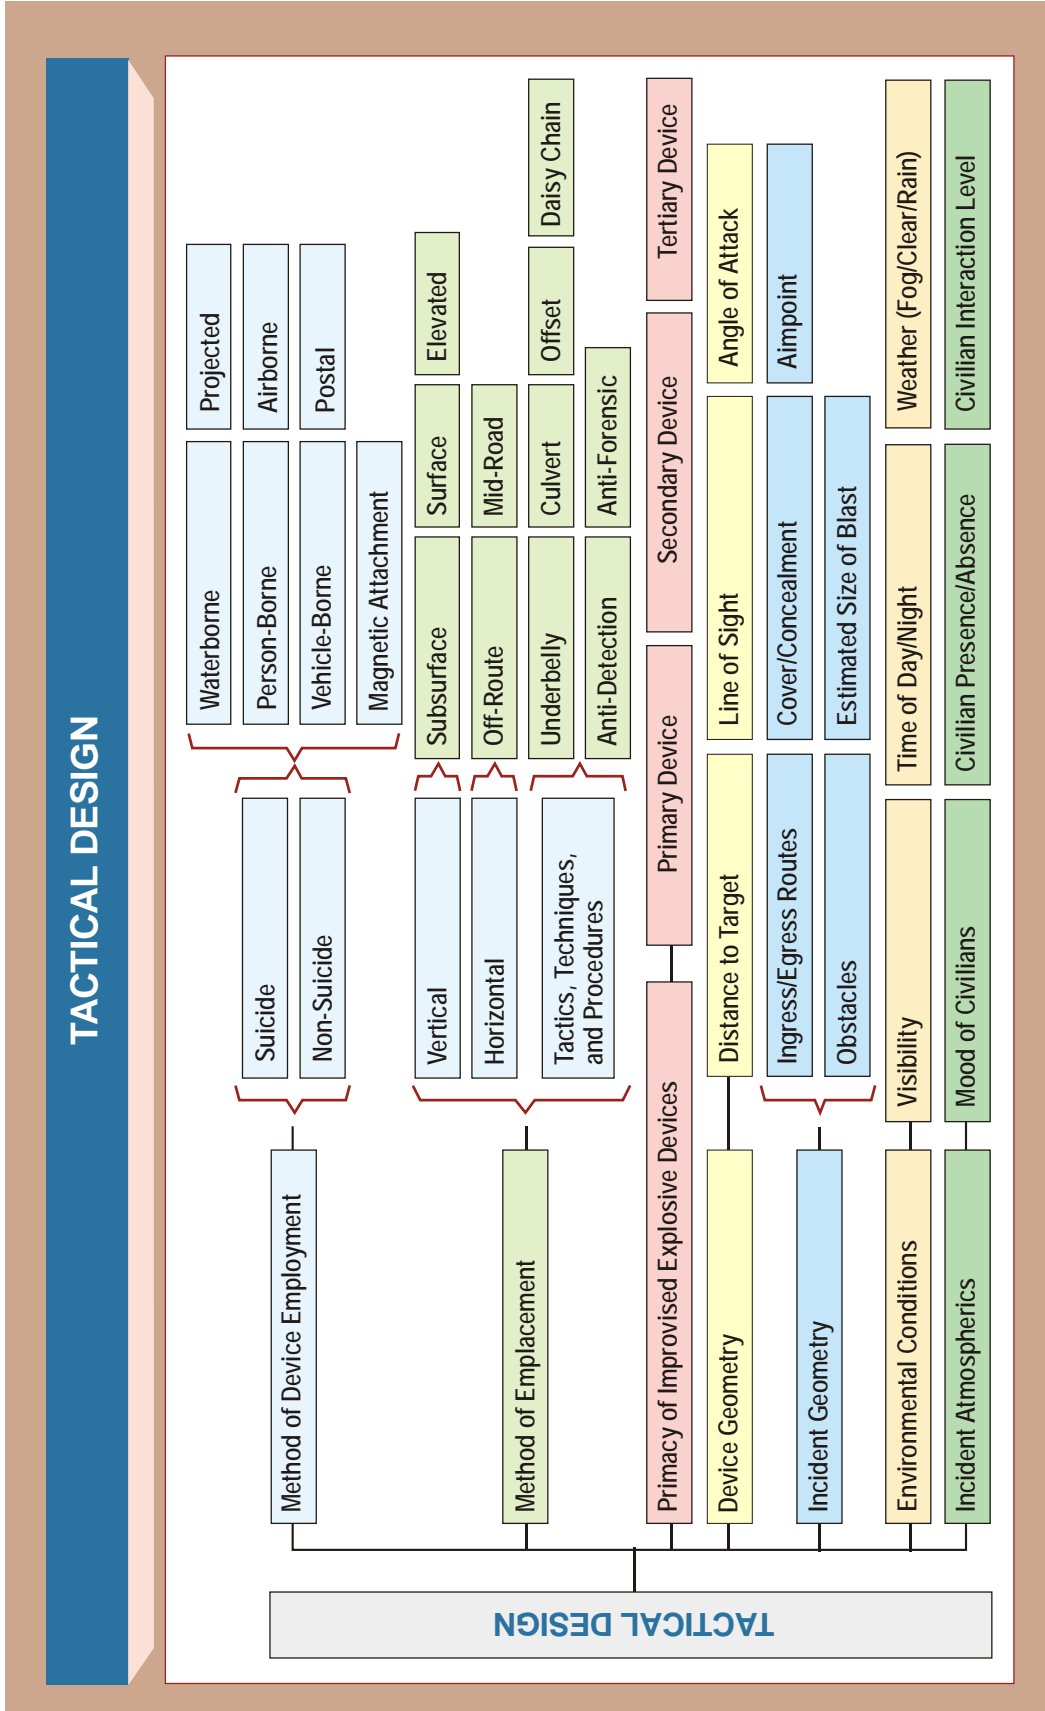 TACTICAL DESIGN
TACTICAL DESIGN
Method of Device Employment
Suicide
Non-Suicide
Waterborne
Projected
Person-Borne
Airborne
Vehicle-Borne
Postal
Magnetic Attachment
Method of Emplacement
Vertical
Subsurface
Surface
Elevated
Horizontal
Off-Route
Mid-Road
Tactics, Techniques,
and Procedures
Underbelly
Culvert
Offset
Daisy Chain
Anti-Detection
Anti-Forensic
Primacy of Improvised Explosive Devices
Primary Device
Secondary Device
Tertiary Device
Device Geometry
Distance to Target
Line of Sight
Angle of Attack
Incident Geometry
Ingress/Egress Routes
Cover/Concealment
Aimpoint
Obstacles
Estimated Size of Blast
Environmental Conditions
Visibility
Time of Day/Night
Weather (Fog/Clear/Rain)
Incident Atmospherics
Mood of Civilians
Civilian Presence/Absence
Civilian Interaction Level